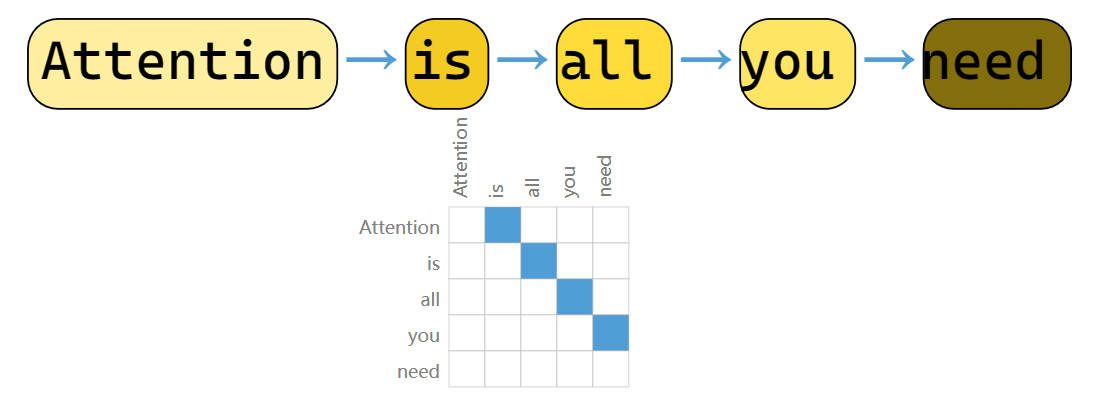 Attention is all you need
Attention is all you need
Attention
is
all
you
need